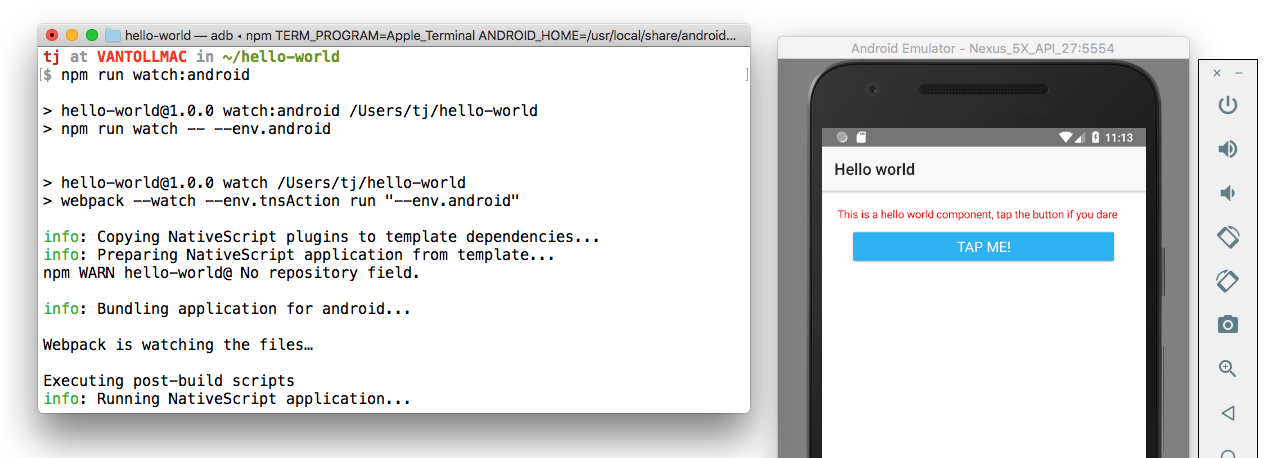 hello-world — adb ◂ npm TERM_PROGRAM=Apple_Terminal ANDROID_HOME=/usr/local/share/android...
tj at VANTOLLMAC in ~/hello-world
[$ npm run watch:android ]
> hello-world@1.0.0 watch:android /Users/tj/hello-world
> npm run watch -- --env.android
> hello-world@1.0.0 watch /Users/tj/hello-world
> webpack --watch --env.tnsAction run "--env.android"
info: Copying NativeScript plugins to template dependencies...
info: Preparing NativeScript application from template...
npm WARN hello-world@ No repository field.
info: Bundling application for android...
Webpack is watching the files…
Executing post-build scripts
info: Running NativeScript application...
Android Emulator - Nexus_5X_API_27:5554
11:13
Hello world
This is a hello world component, tap the button if you dare
TAP ME!